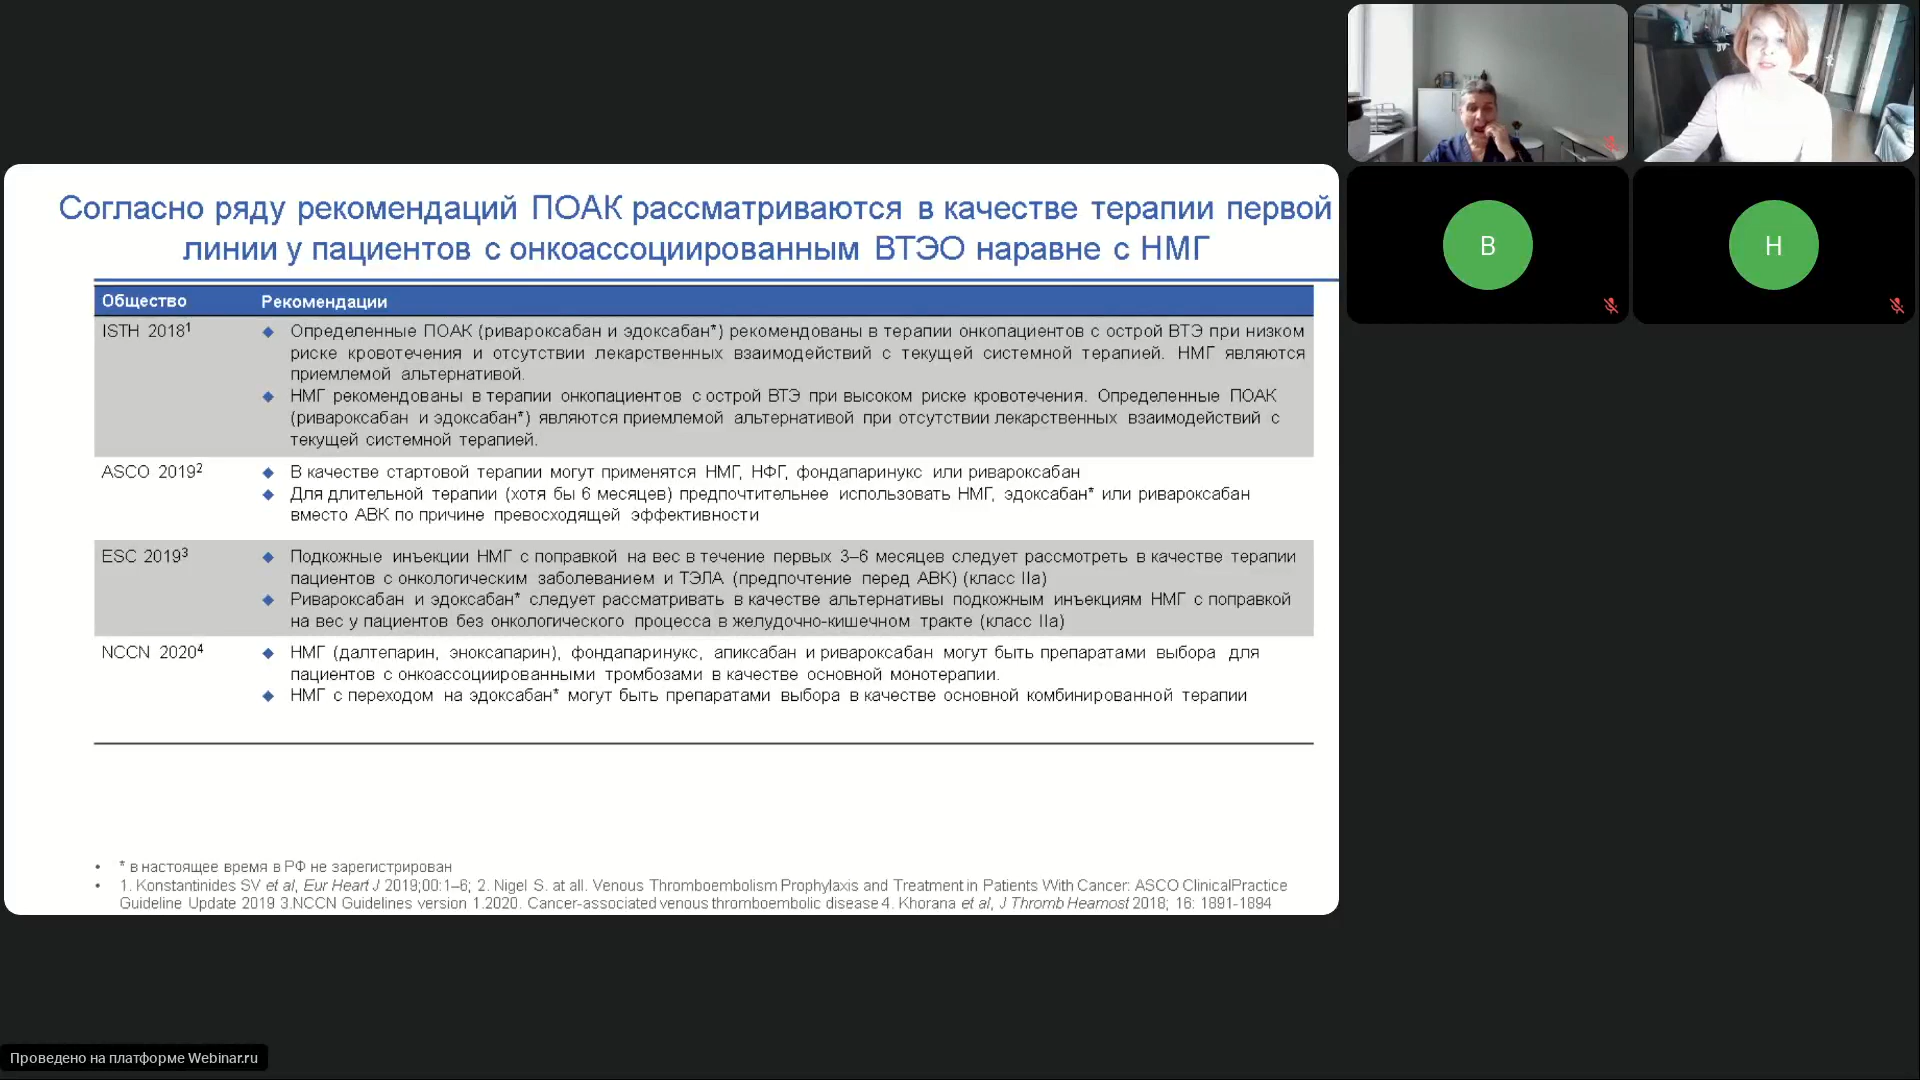 Согласно ряду рекомендаций ПОАК рассматриваются в качестве терапии первой
линии у пациентов с онкоассоциированным ВТЭО наравне с НМГ
Общество Рекомендации
ISTH 2018¹
◆ Определенные ПОАК (ривароксабан и эдоксабан*) рекомендованы в терапии онкопациентов с острой ВТЭ при низком
риске кровотечения и отсутствии лекарственных взаимодействий с текущей системной терапией. НМГ являются
приемлемой альтернативой.
◆ НМГ рекомендованы в терапии онкопациентов с острой ВТЭ при высоком риске кровотечения. Определенные ПОАК
(ривароксабан и эдоксабан*) являются приемлемой альтернативой при отсутствии лекарственных взаимодействий с
текущей системной терапией.
ASCO 2019²
◆ В качестве стартовой терапии могут применятся НМГ, НФГ, фондапаринукс или ривароксабан
◆ Для длительной терапии (хотя бы 6 месяцев) предпочтительнее использовать НМГ, эдоксабан* или ривароксабан
вместо АВК по причине превосходящей эффективности
ESC 2019³
◆ Подкожные инъекции НМГ с поправкой на вес в течение первых 3–6 месяцев следует рассмотреть в качестве терапии
пациентов с онкологическим заболеванием и ТЭЛА (предпочтение перед АВК) (класс IIa)
◆ Ривароксабан и эдоксабан* следует рассматривать в качестве альтернативы подкожным инъекциям НМГ с поправкой
на вес у пациентов без онкологического процесса в желудочно-кишечном тракте (класс IIa)
NCCN 2020⁴
◆ НМГ (далтепарин, эноксапарин), фондапаринукс, апиксабан и ривароксабан могут быть препаратами выбора для
пациентов с онкоассоциированными тромбозами в качестве основной монотерапии.
◆ НМГ с переходом на эдоксабан* могут быть препаратами выбора в качестве основной комбинированной терапии
• * в настоящее время в РФ не зарегистрирован
• 1. Konstantinides SV et al, Eur Heart J 2019;00:1–6; 2. Nigel S. at all. Venous Thromboembolism Prophylaxis and Treatment in Patients With Cancer: ASCO ClinicalPractice
Guideline Update 2019 3.NCCN Guidelines version 1.2020. Cancer-associated venous thromboembolic disease 4. Khorana et al, J Thromb Heamost 2018; 16: 1891-1894
В
Н
Проведено на платформе Webinar.ru